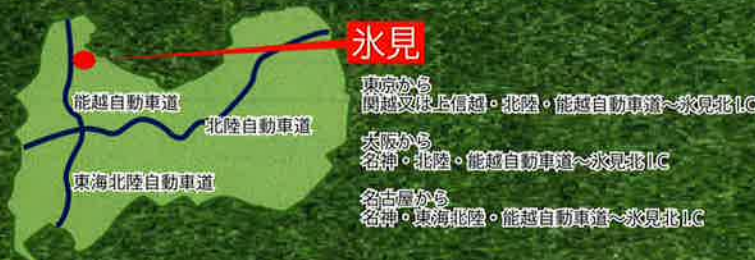 氷見
能越自動車道
北陸自動車道
東海北陸自動車道
東京から
関越又は上信越・北陸・能越自動車道～氷見北I.C
大阪から
名神・北陸・能越自動車道～氷見北I.C
名古屋から
名神・東海北陸・能越自動車道～氷見北I.C